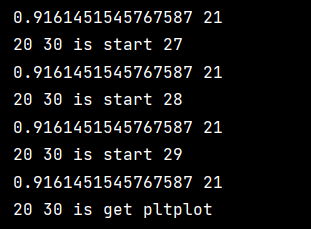 0.9161451545767587 21
20 30 is start 27
0.9161451545767587 21
20 30 is start 28
0.9161451545767587 21
20 30 is start 29
0.9161451545767587 21
20 30 is get pltplot